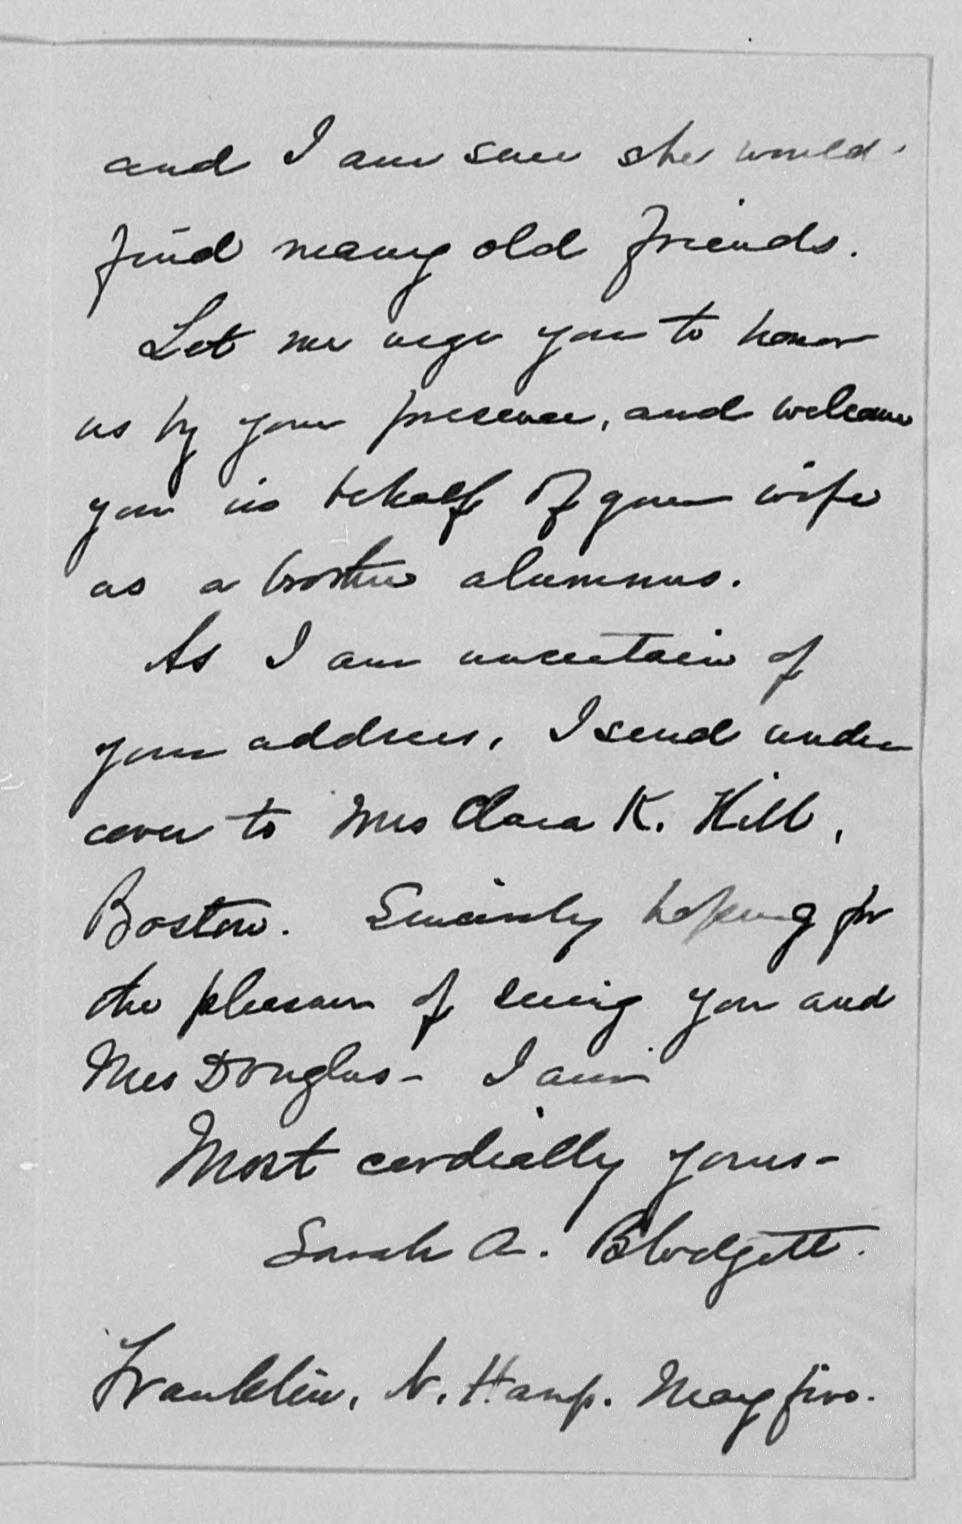 and I am sure she would
find many old friends.
Let me urge you to honor
us by your presence, and welcome
you in behalf of your wife
as a brother alumnus.
As I am uncertain of
your address, I send under
cover to Mrs Clara K. Hill,
Boston. Sincerely hoping for
the pleasure of seeing you and
Mrs Douglas - I am
Most cordially yours -
Sarah A. Blodgett.
Franklin, N. Hamp. May five.